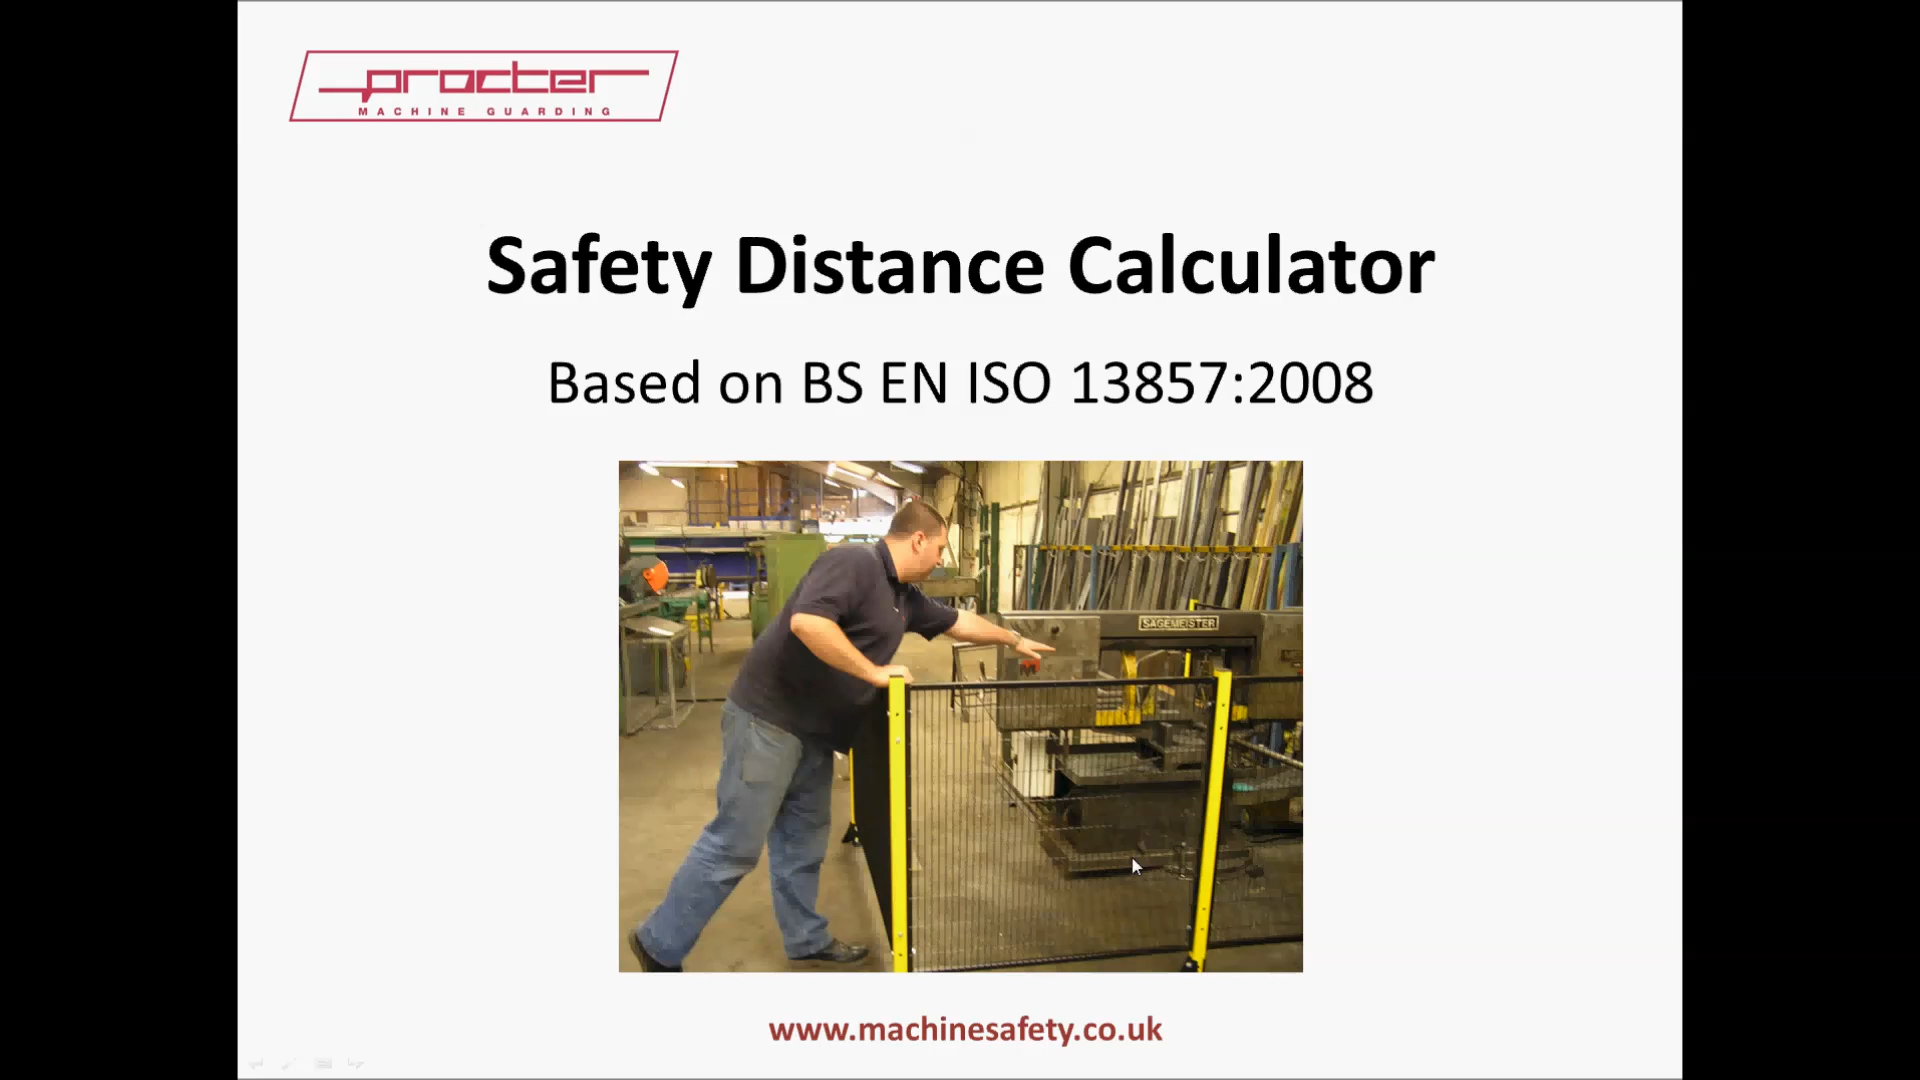 procter
MACHINE GUARDING
Safety Distance Calculator
Based on BS EN ISO 13857:2008
SAGEMEISTER
www.machinesafety.co.uk